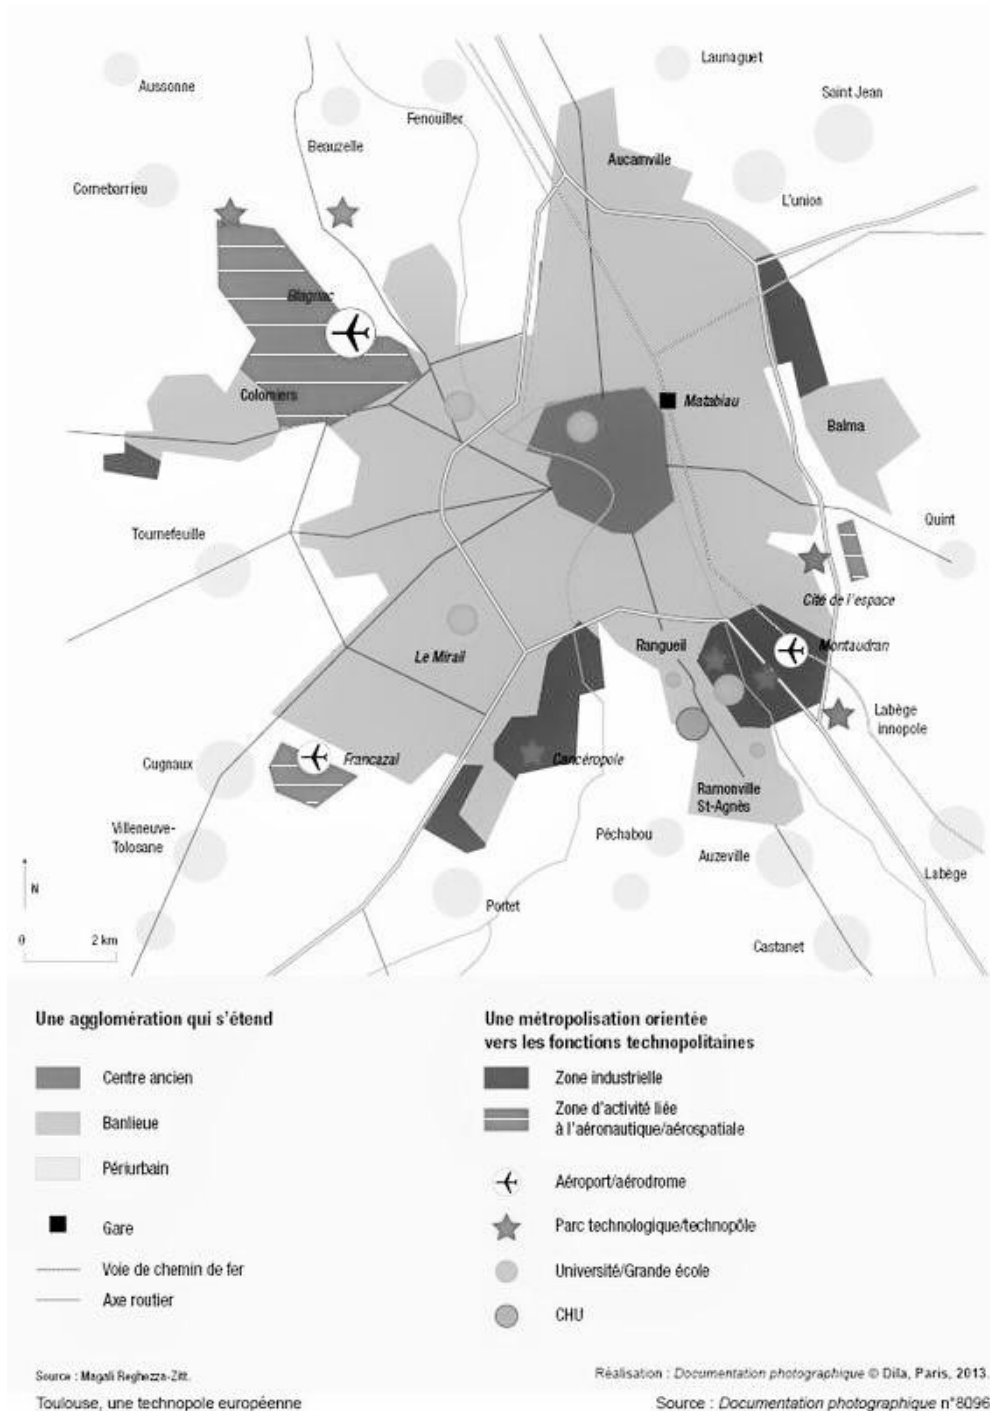 Launaguet
Aussonne
Saint Jean
Fenouillet
Beauzelle
Aucamville
Cornebarrieu
L'union
Blagnac
Colomiers
Matabiau
Balma
Quint
Tournefeuille
Cité de l'espace
Rangueil
Montaudran
Le Mirail
Labège
innopole
Cugnaux
Francazal
Cancéropole
Ramonville
St-Agnès
Villeneuve-
Tolosane
Péchabou
Auzeville
Labège
N
Portet
0 2 km
Castanet
Une agglomération qui s'étend
Centre ancien
Banlieue
Périurbain
Gare
Voie de chemin de fer
Axe routier
Une métropolisation orientée
vers les fonctions technopolitaines
Zone industrielle
Zone d'activité liée
à l'aéronautique/aérospatiale
Aéroport/aérodrome
Parc technologique/technopôle
Université/Grande école
CHU
Source : Magali Reghezza-Zitt.
Réalisation : Documentation photographique © Dila, Paris, 2013.
Toulouse, une technopole européenne
Source : Documentation photographique n°8096